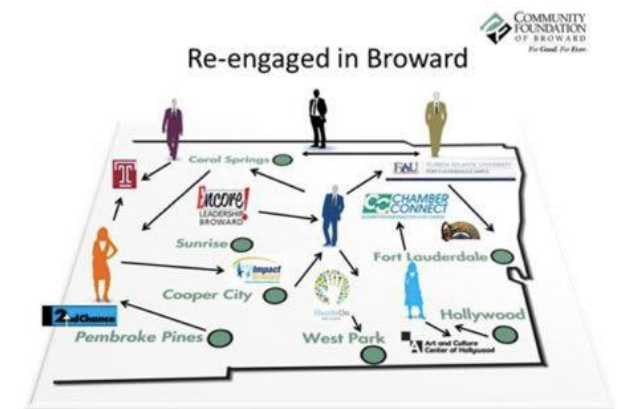 COMMUNITY
FOUNDATION
OF BROWARD
For Good. For Ever.
Re-engaged in Broward
T
Coral Springs
FAU FLORIDA ATLANTIC UNIVERSITY
Encore!
LEADERSHIP
BROWARD
CC CHAMBER
CONNECT
Sunrise
Fort Lauderdale
Impact
Cooper City
HandsOn
2nd Chance
Hollywood
Pembroke Pines
West Park
A Art and Culture
Center of Hollywood